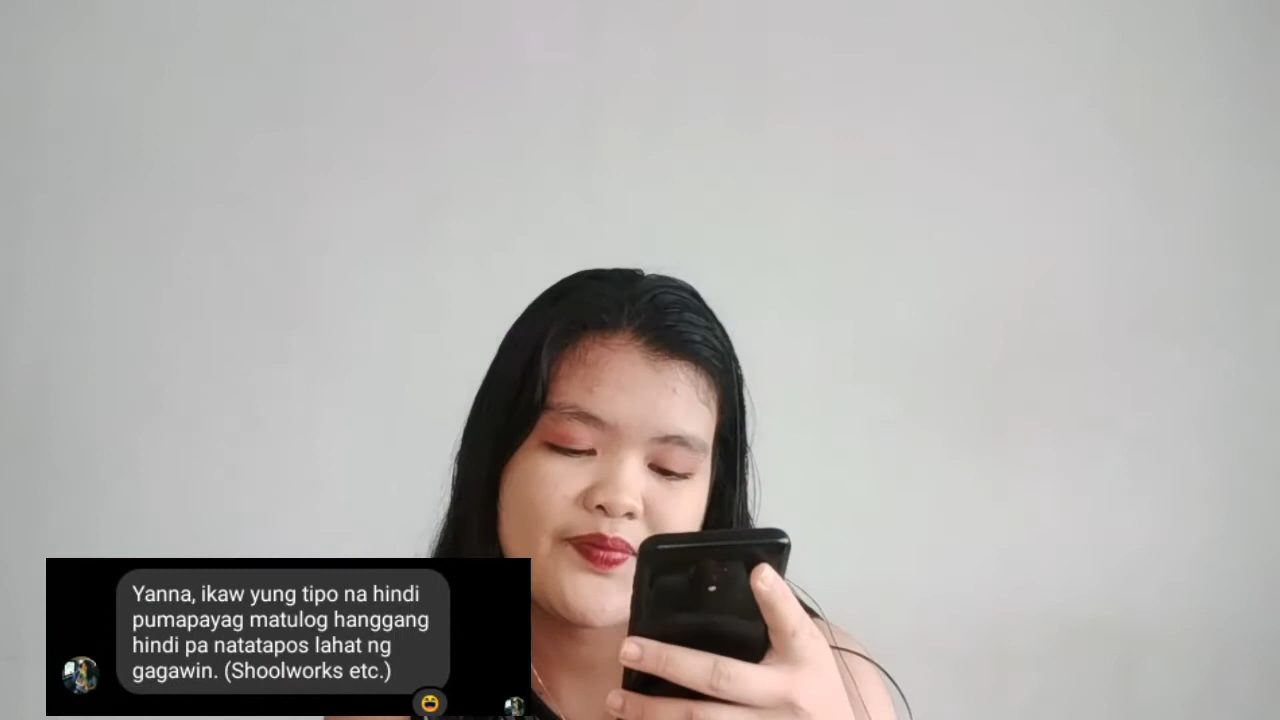 Yanna, ikaw yung tipo na hindi
pumapayag matulog hanggang
hindi pa natatapos lahat ng
gagawin. (Shoolworks etc.)